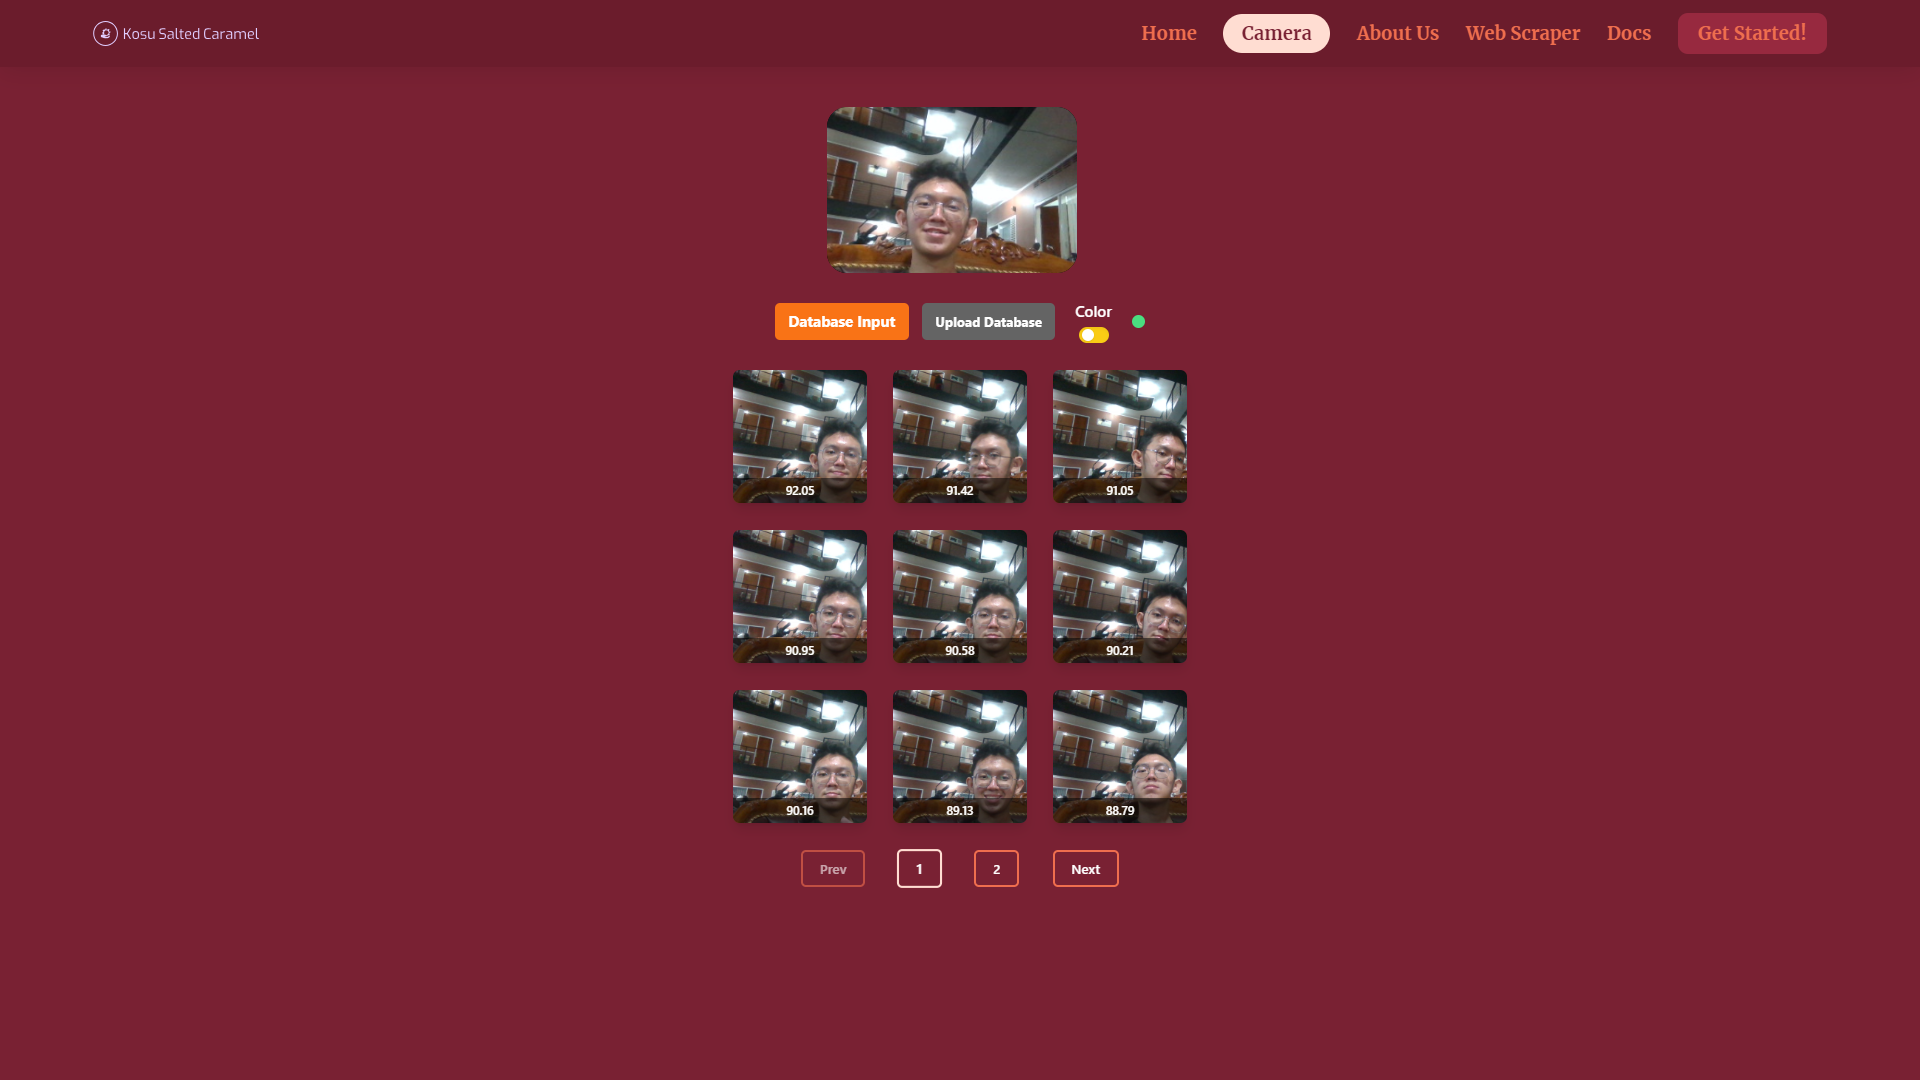 Kosu Salted Caramel
Home
Camera
About Us
Web Scraper
Docs
Get Started!
Database Input
Upload Database
Color
92.05
91.42
91.05
90.95
90.58
90.21
90.16
89.13
88.79
Prev
1
2
Next